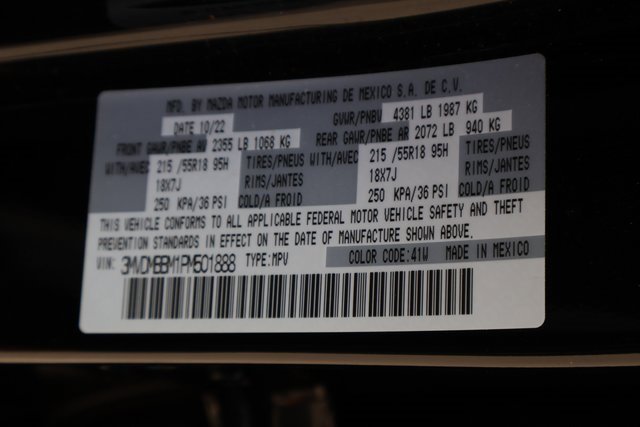 MFD. BY MAZDA MOTOR MANUFACTURING DE MEXICO S.A. DE C.V.
DATE 10/22 GVWR/PNBV 4381 LB 1987 KG
FRONT GAWR/PNBE AV 2355 LB 1068 KG REAR GAWR/PNBE AR 2072 LB 940 KG
WITH/AVEC 215 /55R18 95H TIRES/PNEUS WITH/AVEC 215 /55R18 95H TIRES/PNEUS
18X7J RIMS/JANTES 18X7J RIMS/JANTES
250 KPA/36 PSI COLD/A FROID 250 KPA/36 PSI COLD/A FROID
THIS VEHICLE CONFORMS TO ALL APPLICABLE FEDERAL MOTOR VEHICLE SAFETY AND THEFT
PREVENTION STANDARDS IN EFFECT ON THE DATE OF MANUFACTURE SHOWN ABOVE.
VIN: 3MVDMBBM1PM501888 TYPE:MPV COLOR CODE:41W MADE IN MEXICO